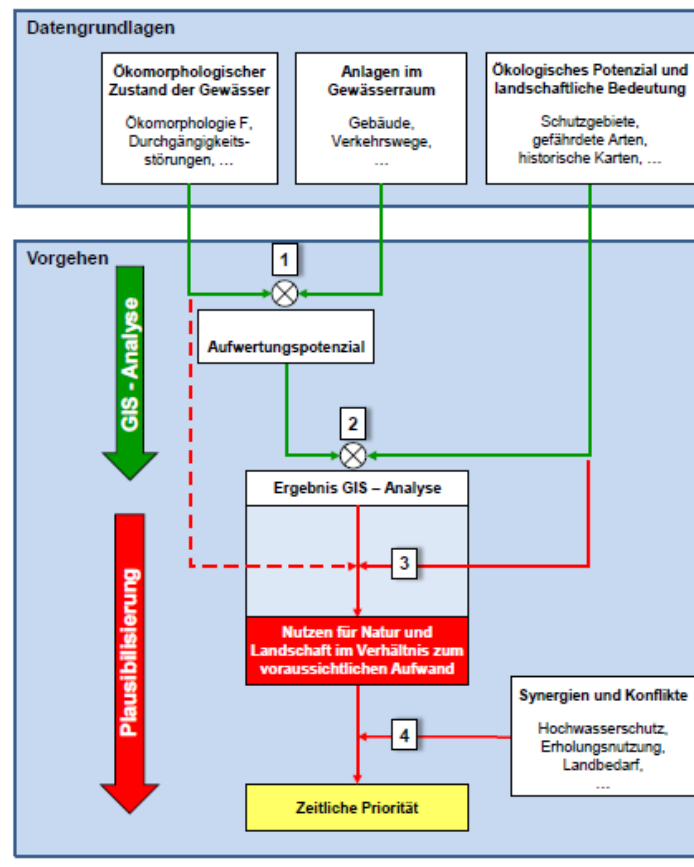 Datengrundlagen
Ökomorphologischer
Zustand der Gewässer
Ökomorphologie F,
Durchgängigkeits-
störungen, ...
Anlagen im
Gewässerraum
Gebäude,
Verkehrswege,
...
Ökologisches Potenzial und
landschaftliche Bedeutung
Schutzgebiete,
gefährdete Arten,
historische Karten, ...
Vorgehen
GIS - Analyse
1
Aufwertungspotenzial
2
Ergebnis GIS – Analyse
3
Plausibilisierung
Nutzen für Natur und
Landschaft im Verhältnis zum
voraussichtlichen Aufwand
4
Synergien und Konflikte
Hochwasserschutz,
Erholungsnutzung,
Landbedarf,
...
Zeitliche Priorität